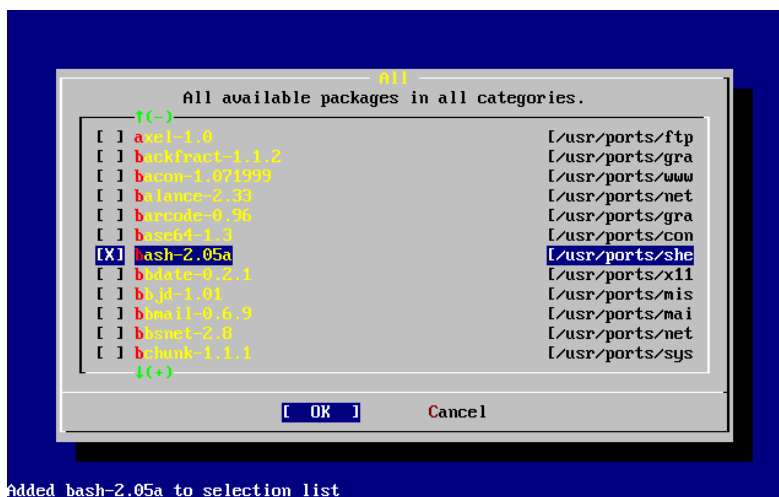 All
All available packages in all categories.
↑(-)
[ ] axel-1.0 [/usr/ports/ftp
[ ] backfract-1.1.2 [/usr/ports/gra
[ ] bacon-1.071999 [/usr/ports/www
[ ] balance-2.33 [/usr/ports/net
[ ] barcode-0.96 [/usr/ports/gra
[ ] base64-1.3 [/usr/ports/con
[X] bash-2.05a [/usr/ports/she
[ ] bbdate-0.2.1 [/usr/ports/x11
[ ] bbjd-1.01 [/usr/ports/mis
[ ] bbmail-0.6.9 [/usr/ports/mai
[ ] bbsnet-2.8 [/usr/ports/net
[ ] bchunk-1.1.1 [/usr/ports/sys
↓(+)
[ OK ] Cancel
Added bash-2.05a to selection list